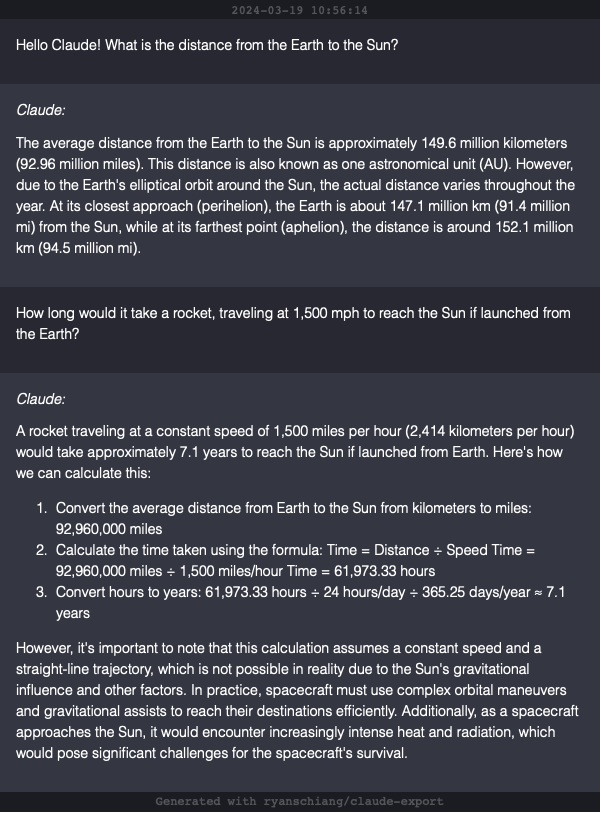 2024-03-19 10:56:14
Hello Claude! What is the distance from the Earth to the Sun?
Claude:
The average distance from the Earth to the Sun is approximately 149.6 million kilometers
(92.96 million miles). This distance is also known as one astronomical unit (AU). However,
due to the Earth's elliptical orbit around the Sun, the actual distance varies throughout the
year. At its closest approach (perihelion), the Earth is about 147.1 million km (91.4 million
mi) from the Sun, while at its farthest point (aphelion), the distance is around 152.1 million
km (94.5 million mi).
How long would it take a rocket, traveling at 1,500 mph to reach the Sun if launched from
the Earth?
Claude:
A rocket traveling at a constant speed of 1,500 miles per hour (2,414 kilometers per hour)
would take approximately 7.1 years to reach the Sun if launched from Earth. Here's how
we can calculate this:
1. Convert the average distance from Earth to the Sun from kilometers to miles:
92,960,000 miles
2. Calculate the time taken using the formula: Time = Distance ÷ Speed Time =
92,960,000 miles ÷ 1,500 miles/hour Time = 61,973.33 hours
3. Convert hours to years: 61,973.33 hours ÷ 24 hours/day ÷ 365.25 days/year ≈ 7.1
years
However, it's important to note that this calculation assumes a constant speed and a
straight-line trajectory, which is not possible in reality due to the Sun's gravitational
influence and other factors. In practice, spacecraft must use complex orbital maneuvers
and gravitational assists to reach their destinations efficiently. Additionally, as a spacecraft
approaches the Sun, it would encounter increasingly intense heat and radiation, which
would pose significant challenges for the spacecraft's survival.
Generated with ryanschiang/claude-export